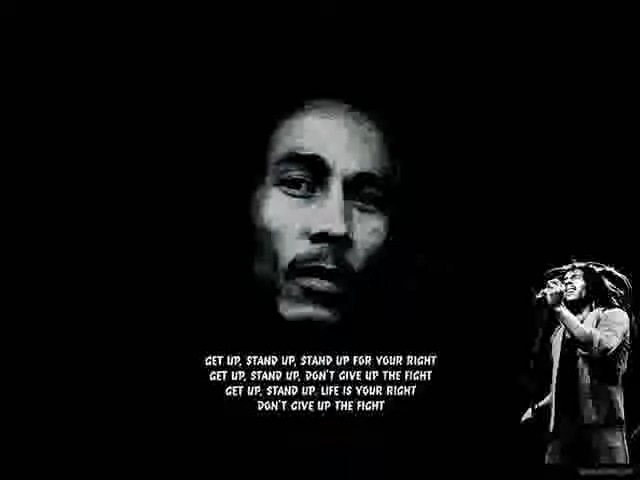 GET UP, STAND UP, STAND UP FOR YOUR RIGHT
GET UP, STAND UP, DON'T GIVE UP THE FIGHT
GET UP, STAND UP, LIFE IS YOUR RIGHT
DON'T GIVE UP THE FIGHT